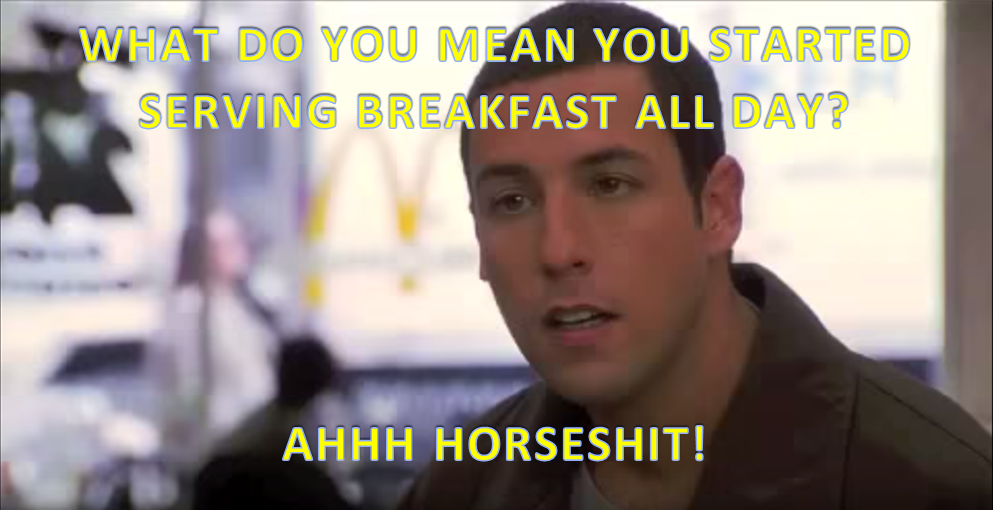 WHAT DO YOU MEAN YOU STARTED
SERVING BREAKFAST ALL DAY?
AHHH HORSESHIT!